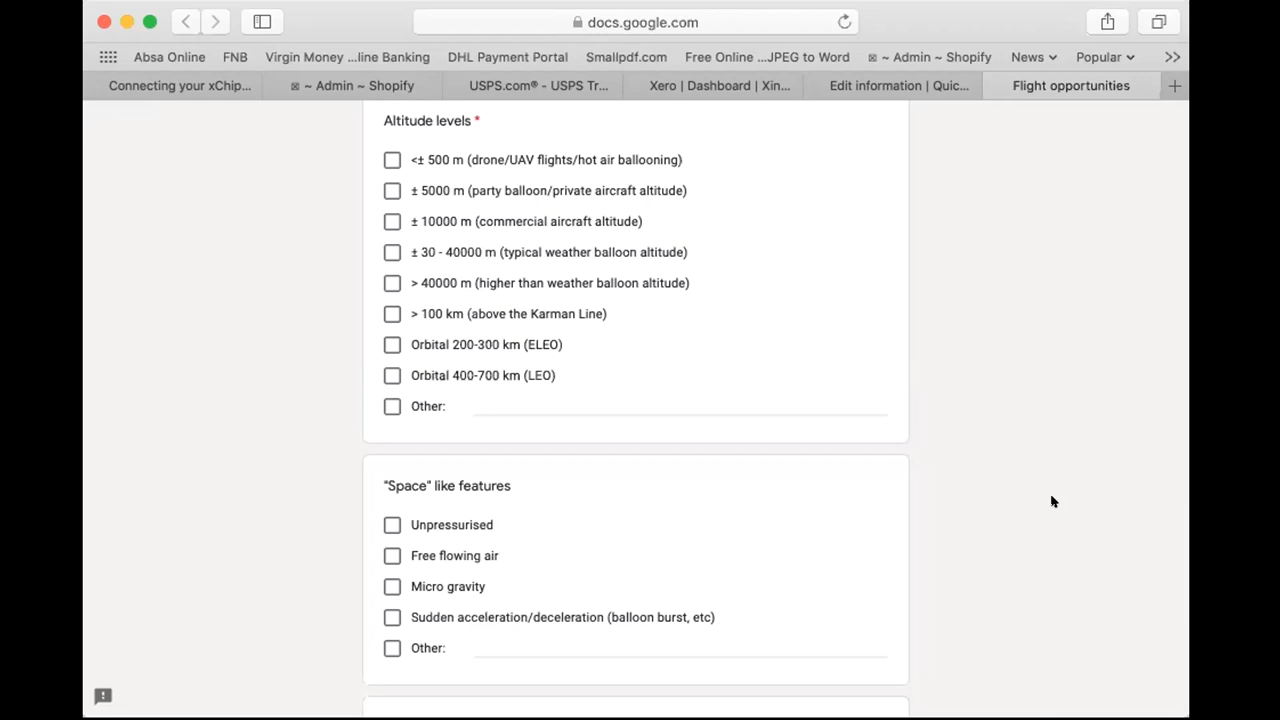 docs.google.com
Absa Online FNB Virgin Money ...line Banking DHL Payment Portal Smallpdf.com Free Online ...JPEG to Word ~ Admin ~ Shopify News Popular
Connecting your xChip... ~ Admin ~ Shopify USPS.com® - USPS Tr... Xero | Dashboard | Xin... Edit information | Quic... Flight opportunities
Altitude levels *
<± 500 m (drone/UAV flights/hot air ballooning)
± 5000 m (party balloon/private aircraft altitude)
± 10000 m (commercial aircraft altitude)
± 30 - 40000 m (typical weather balloon altitude)
> 40000 m (higher than weather balloon altitude)
> 100 km (above the Karman Line)
Orbital 200-300 km (ELEO)
Orbital 400-700 km (LEO)
Other:
"Space" like features
Unpressurised
Free flowing air
Micro gravity
Sudden acceleration/deceleration (balloon burst, etc)
Other: